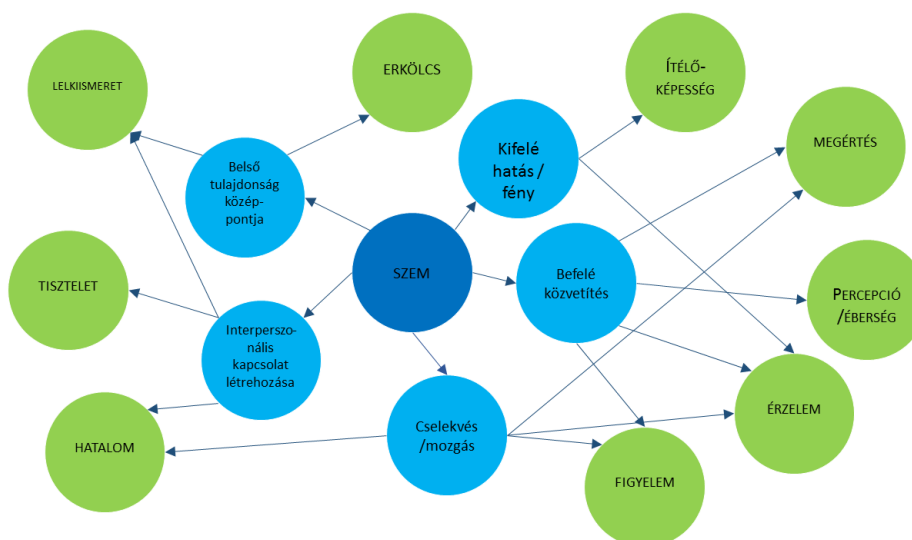 LELKIISMERET
ERKÖLCS
ÍTÉLŐ-
KÉPESSÉG
MEGÉRTÉS
Belső
tulajdonság
közép-
pontja
Kifelé
hatás /
fény
TISZTELET
SZEM
Befelé
közvetítés
PERCEPCIÓ
/ÉBERSÉG
Interperszo-
nális
kapcsolat
létrehozása
HATALOM
Cselekvés
/mozgás
ÉRZELEM
FIGYELEM